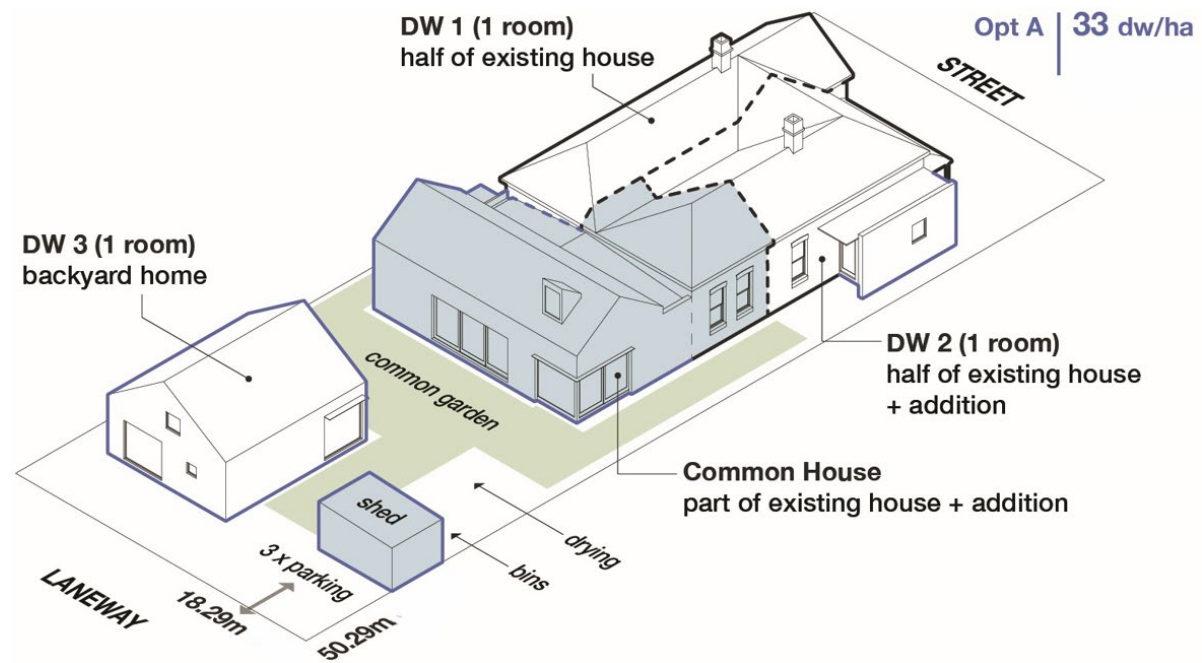 DW 1 (1 room)
half of existing house
Opt A 33 dw/ha
STREET
DW 3 (1 room)
backyard home
common garden
DW 2 (1 room)
half of existing house
+ addition
Common House
part of existing house + addition
shed
drying
bins
3 x parking
LANEWAY
18.29m
50.29m